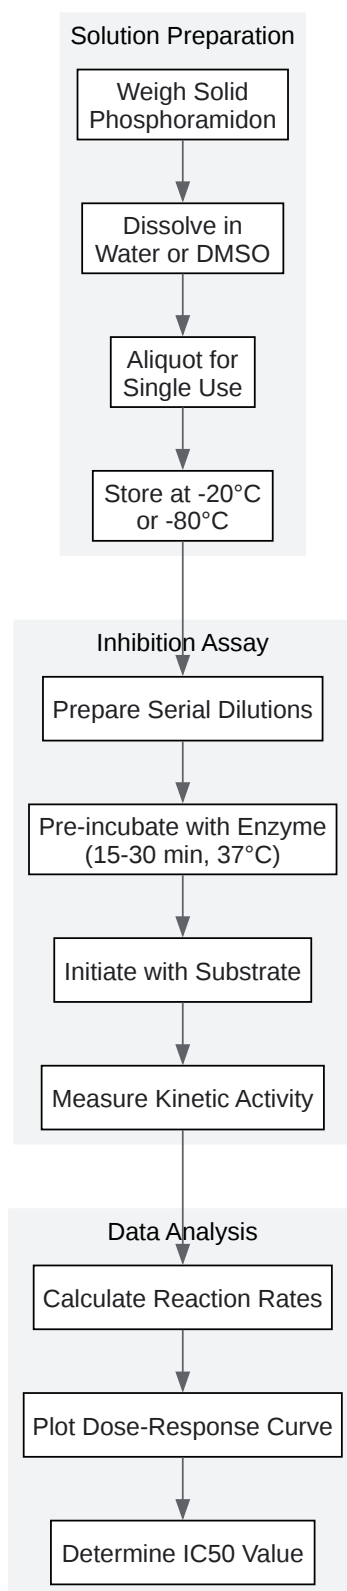 Solution Preparation
Weigh Solid
Phosphoramidon
Dissolve in
Water or DMSO
Aliquot for
Single Use
Store at -20°C
or -80°C
Inhibition Assay
Prepare Serial Dilutions
Pre-incubate with Enzyme
(15-30 min, 37°C)
Initiate with Substrate
Measure Kinetic Activity
Data Analysis
Calculate Reaction Rates
Plot Dose-Response Curve
Determine IC50 Value